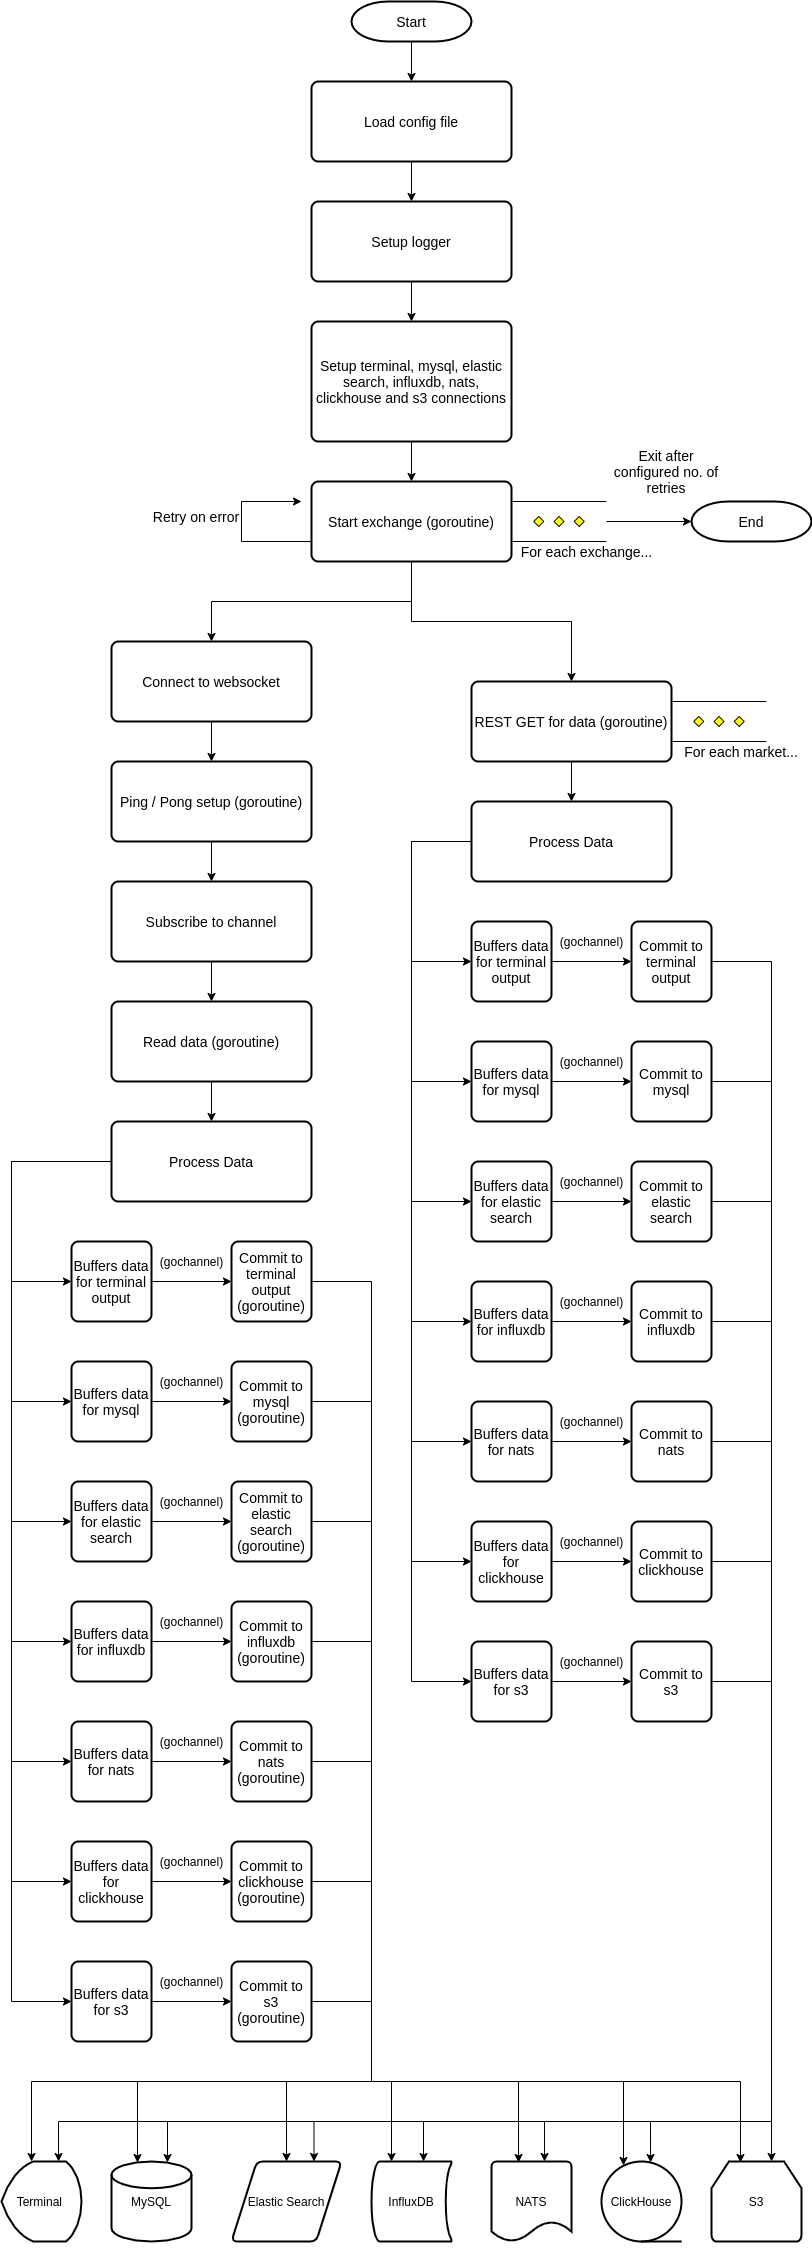 Start
Load config file
Setup logger
Setup terminal, mysql, elastic
search, influxdb, nats,
clickhouse and s3 connections
Exit after
configured no. of
retries
Retry on error
Start exchange (goroutine)
End
For each exchange...
Connect to websocket
Ping / Pong setup (goroutine)
Subscribe to channel
Read data (goroutine)
Process Data
Buffers data
for terminal
output
(gochannel)
Commit to
terminal
output
(goroutine)
Buffers data
for mysql
(gochannel)
Commit to
mysql
(goroutine)
Buffers data
for elastic
search
(gochannel)
Commit to
elastic
search
(goroutine)
Buffers data
for influxdb
(gochannel)
Commit to
influxdb
(goroutine)
Buffers data
for nats
(gochannel)
Commit to
nats
(goroutine)
Buffers data
for
clickhouse
(gochannel)
Commit to
clickhouse
(goroutine)
Buffers data
for s3
(gochannel)
Commit to
s3
(goroutine)
REST GET for data (goroutine)
For each market...
Process Data
Buffers data
for terminal
output
(gochannel)
Commit to
terminal
output
Buffers data
for mysql
(gochannel)
Commit to
mysql
Buffers data
for elastic
search
(gochannel)
Commit to
elastic
search
Buffers data
for influxdb
(gochannel)
Commit to
influxdb
Buffers data
for nats
(gochannel)
Commit to
nats
Buffers data
for
clickhouse
(gochannel)
Commit to
clickhouse
Buffers data
for s3
(gochannel)
Commit to
s3
Terminal
MySQL
Elastic Search
InfluxDB
NATS
ClickHouse
S3